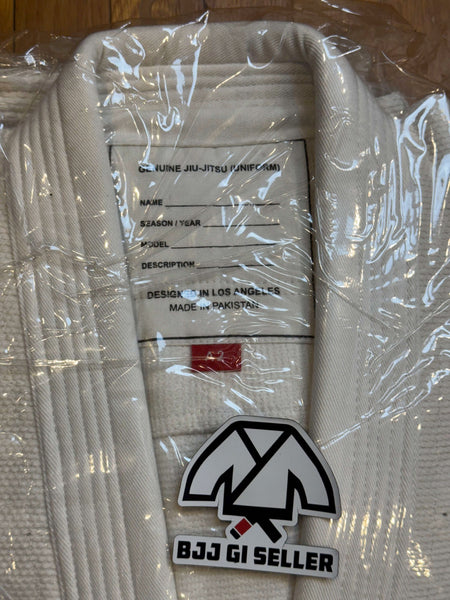 GENUINE JIU-JITSU (UNIFORM)
NAME
SEASON / YEAR
MODEL
DESCRIPTION
DESIGNED IN LOS ANGELES
MADE IN PAKISTAN
A2
BJJ GI SELLER